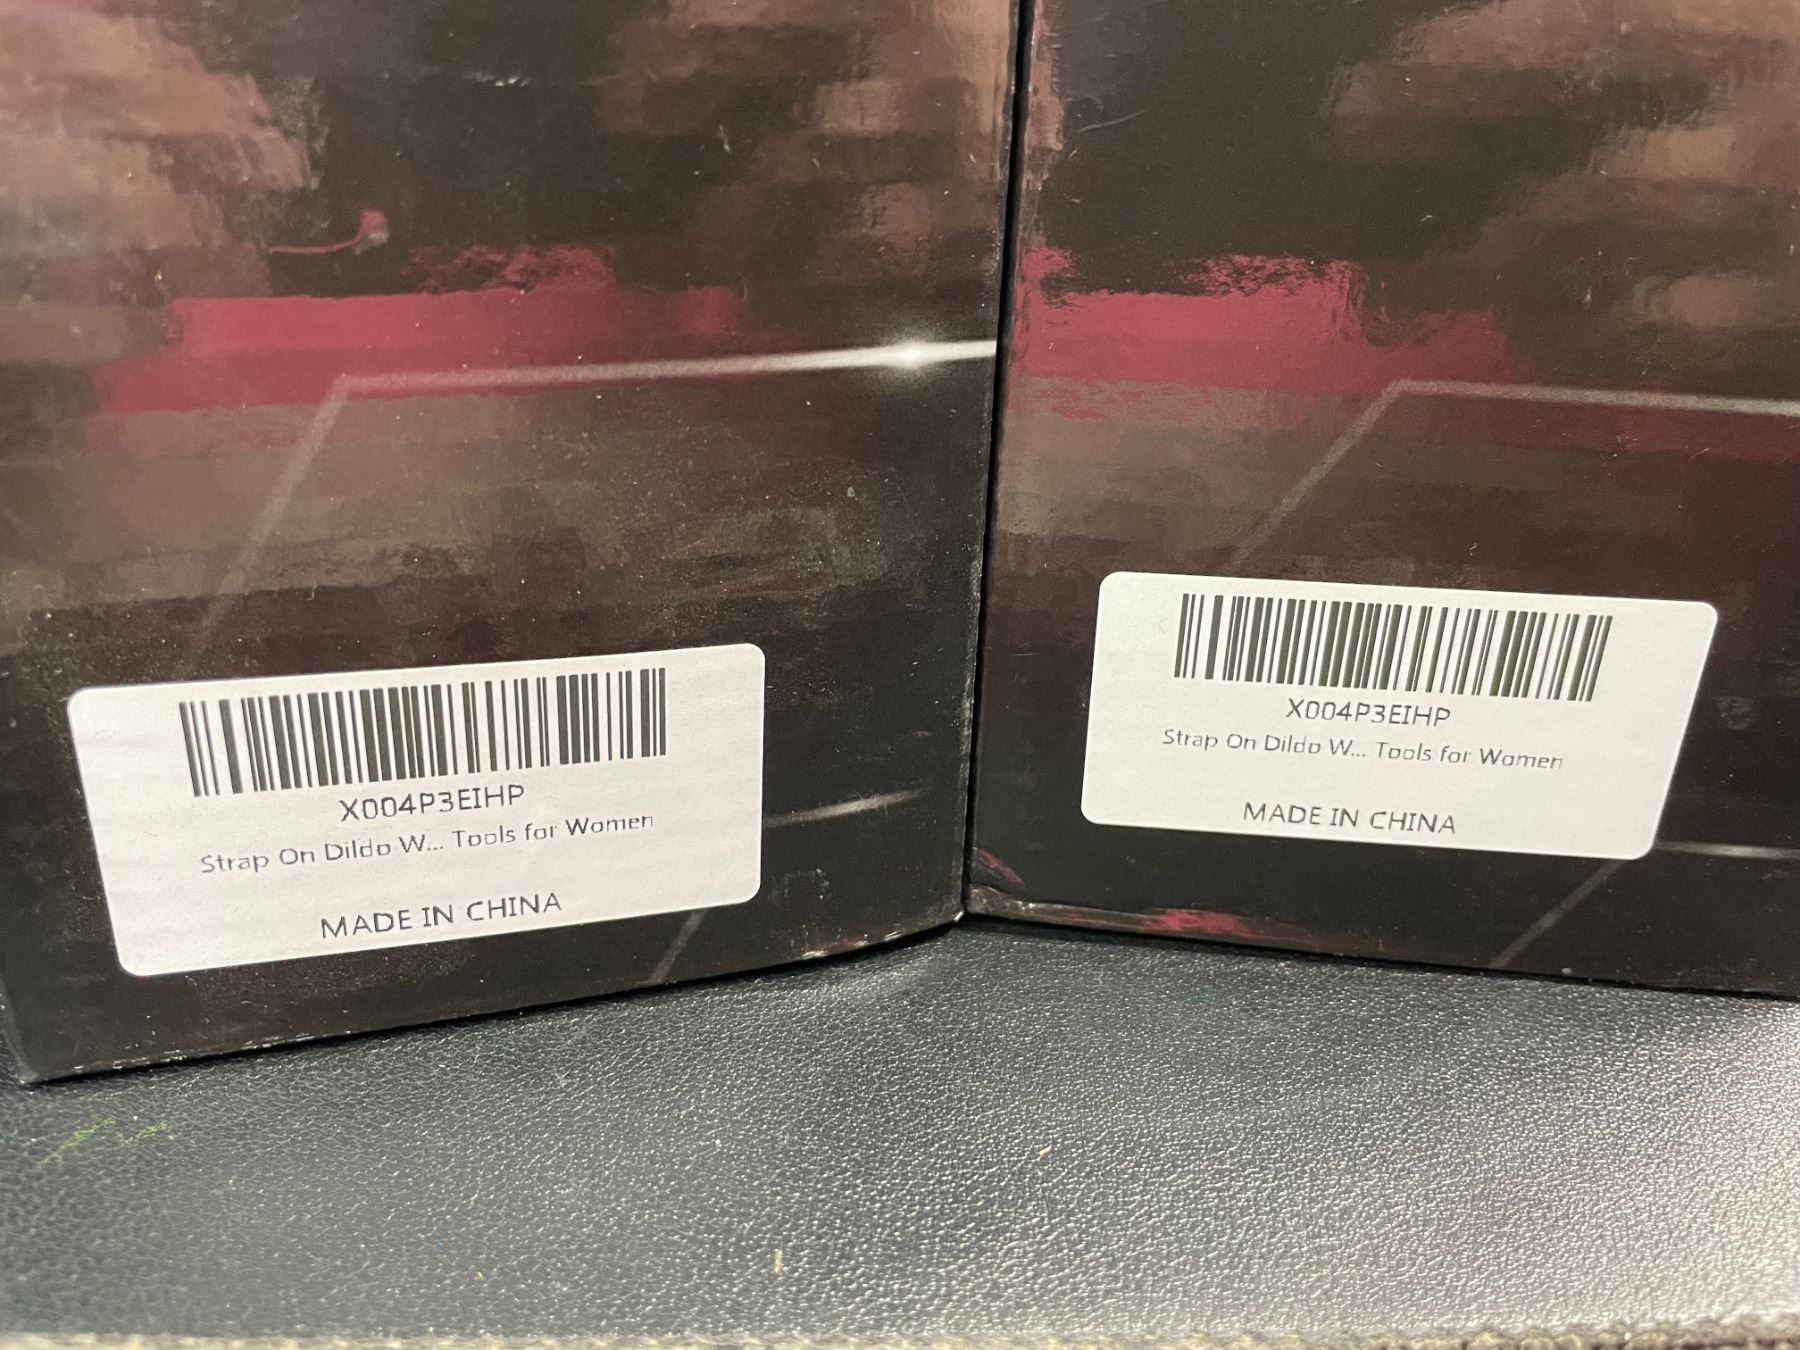 X004P3EIHP
Strap On Dildo W... Tools for Women
MADE IN CHINA
X004P3EIHP
Strap On Dildo W... Tools for Women
MADE IN CHINA